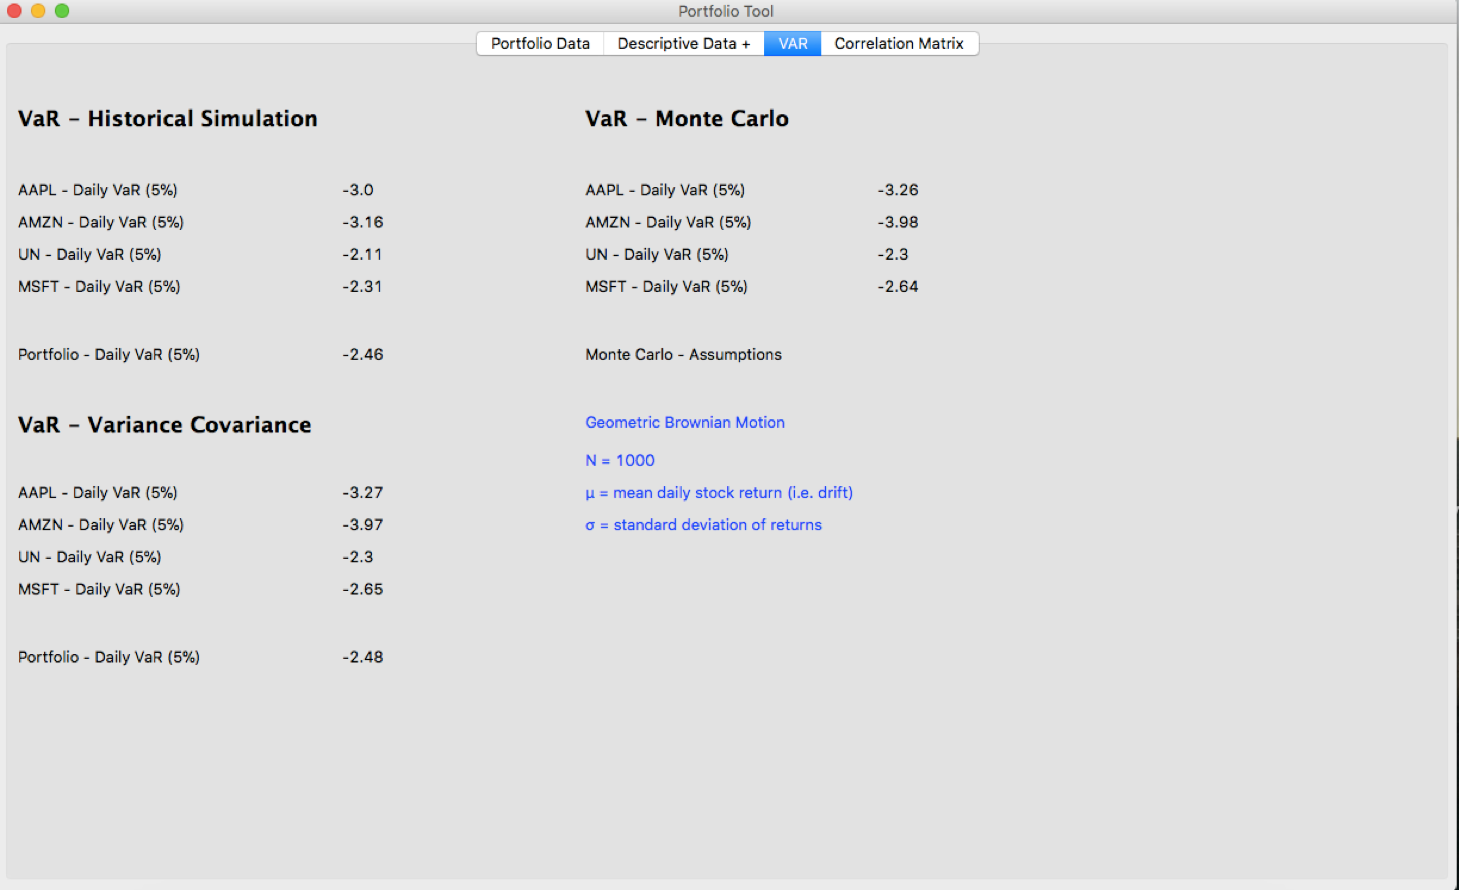 Portfolio Tool
Portfolio Data Descriptive Data + VAR Correlation Matrix
VaR - Historical Simulation
AAPL - Daily VaR (5%) -3.0
AMZN - Daily VaR (5%) -3.16
UN - Daily VaR (5%) -2.11
MSFT - Daily VaR (5%) -2.31
Portfolio - Daily VaR (5%) -2.46
VaR - Variance Covariance
AAPL - Daily VaR (5%) -3.27
AMZN - Daily VaR (5%) -3.97
UN - Daily VaR (5%) -2.3
MSFT - Daily VaR (5%) -2.65
Portfolio - Daily VaR (5%) -2.48
VaR - Monte Carlo
AAPL - Daily VaR (5%) -3.26
AMZN - Daily VaR (5%) -3.98
UN - Daily VaR (5%) -2.3
MSFT - Daily VaR (5%) -2.64
Monte Carlo - Assumptions
Geometric Brownian Motion
N = 1000
μ = mean daily stock return (i.e. drift)
σ = standard deviation of returns